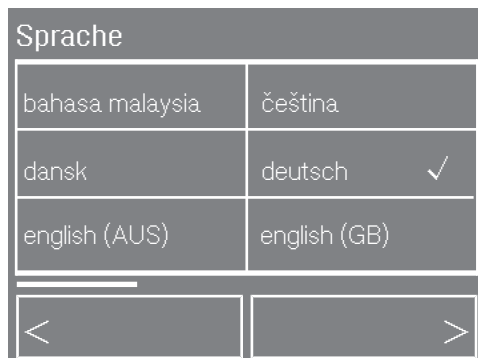 Sprache
bahasa malaysia čeština
dansk deutsch ✓
english (AUS) english (GB)
< >